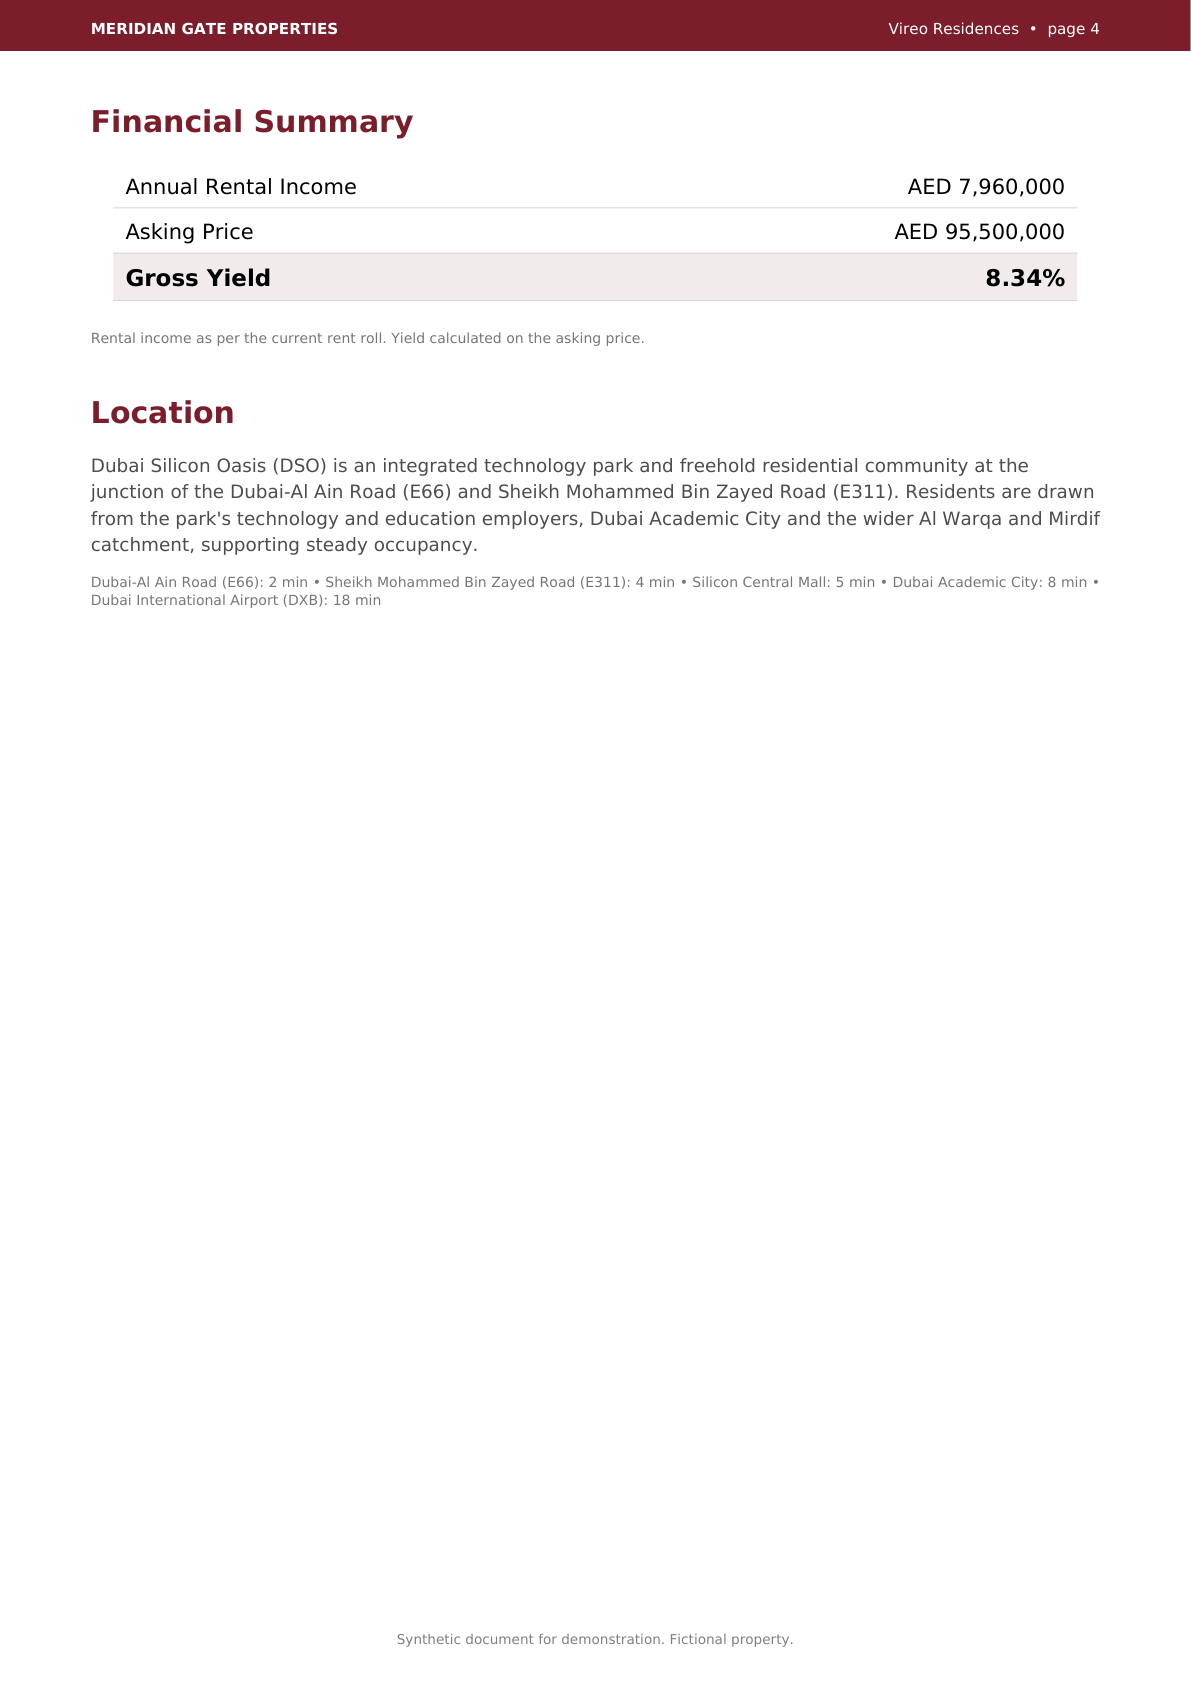 MERIDIAN GATE PROPERTIES
Vireo Residences • page 4
Financial Summary
Annual Rental Income AED 7,960,000
Asking Price AED 95,500,000
Gross Yield 8.34%
Rental income as per the current rent roll. Yield calculated on the asking price.
Location
Dubai Silicon Oasis (DSO) is an integrated technology park and freehold residential community at the
junction of the Dubai-Al Ain Road (E66) and Sheikh Mohammed Bin Zayed Road (E311). Residents are drawn
from the park's technology and education employers, Dubai Academic City and the wider Al Warqa and Mirdif
catchment, supporting steady occupancy.
Dubai-Al Ain Road (E66): 2 min • Sheikh Mohammed Bin Zayed Road (E311): 4 min • Silicon Central Mall: 5 min • Dubai Academic City: 8 min •
Dubai International Airport (DXB): 18 min
Synthetic document for demonstration. Fictional property.